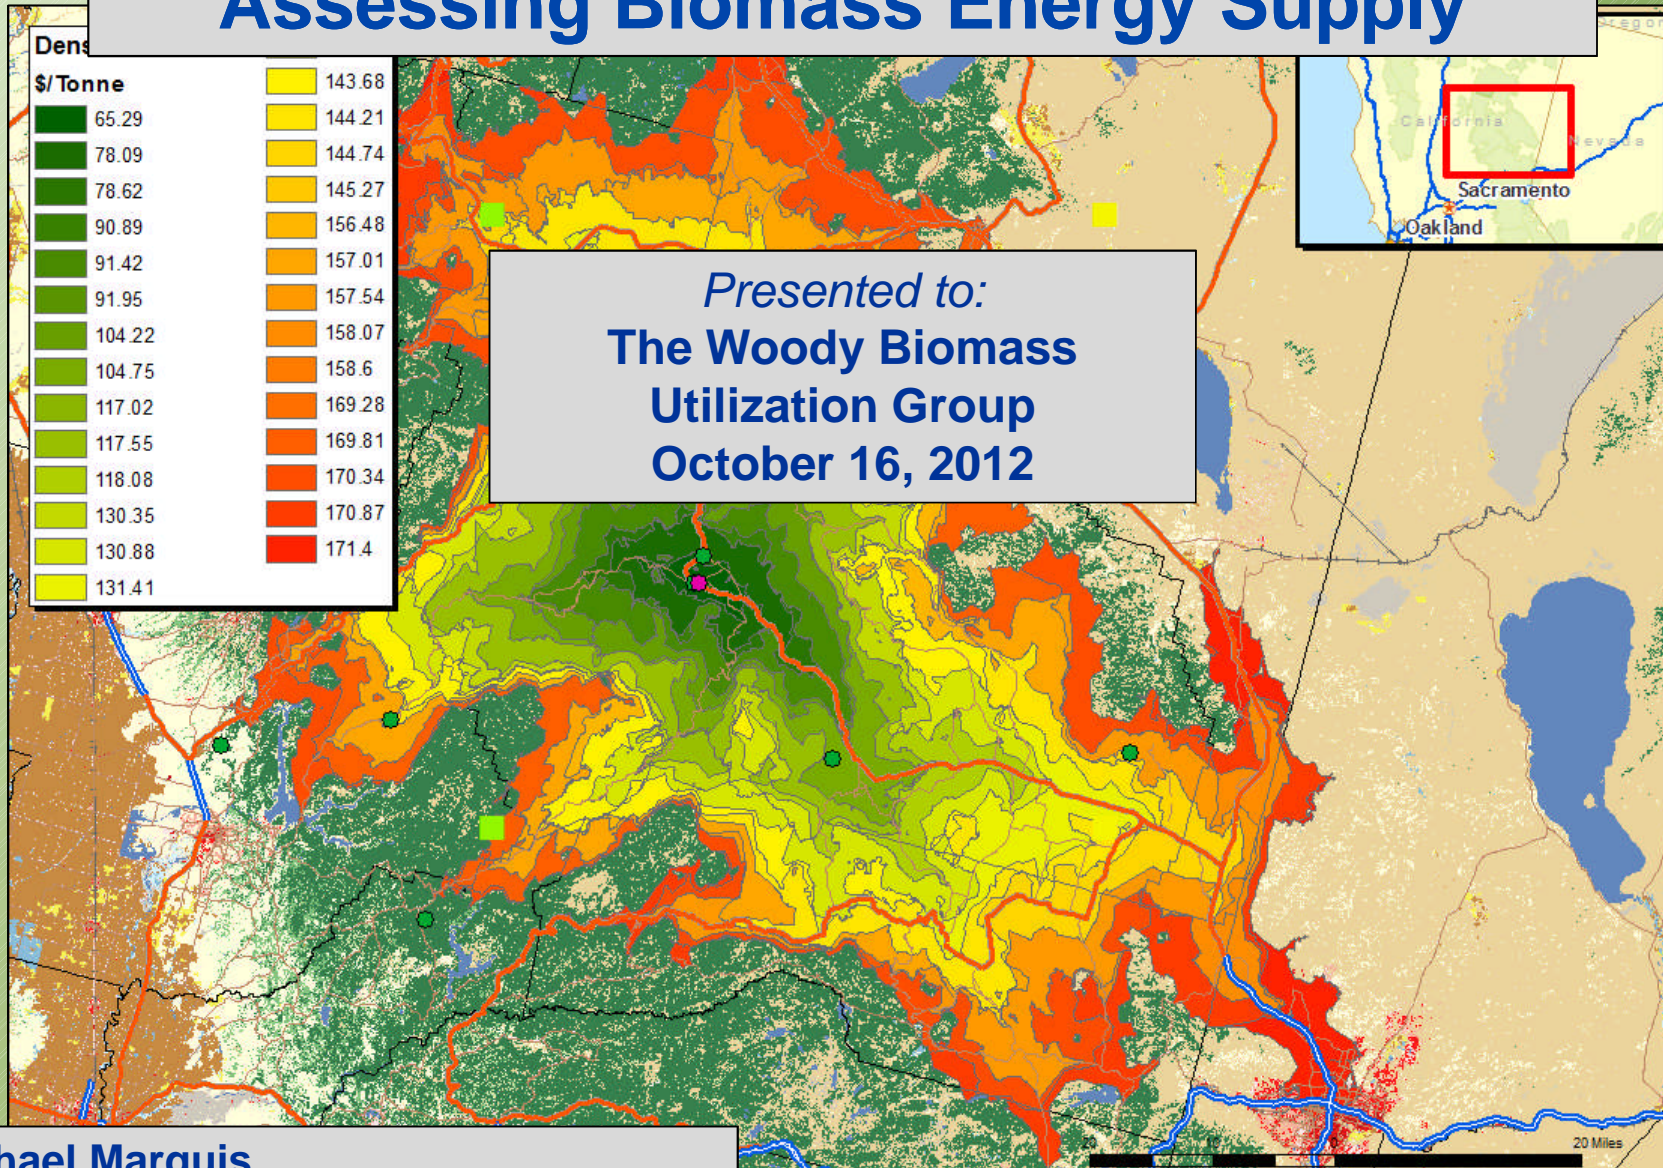 Assessing Biomass Energy Supply
$/Tonne
65.29
78.09
78.62
90.89
91.42
91.95
104.22
104.75
117.02
117.55
118.08
130.35
130.88
131.41
143.68
144.21
144.74
145.27
156.48
157.01
157.54
158.07
158.6
169.28
169.81
170.34
170.87
171.4
California
Nevada
Sacramento
Oakland
Presented to:
The Woody Biomass
Utilization Group
October 16, 2012
20 10 0 20 Miles
Marquis